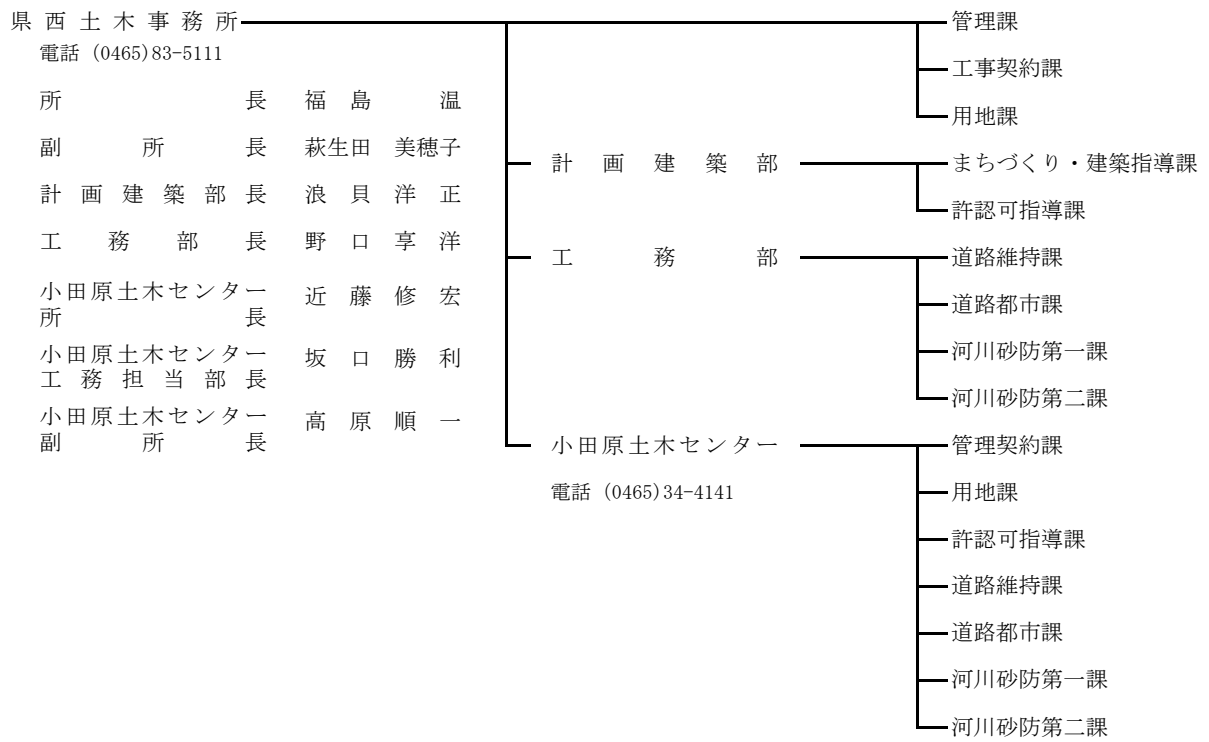 県西土木事務所
電話 (0465)83-5111
所長 福島 温
副所長 萩生田 美穂子
計画建築部長 浪貝洋正
工務部長 野口享洋
小田原土木センター
所長 近藤修宏
小田原土木センター
工務担当部長 坂口勝利
小田原土木センター
副所長 高原順一
管理課
工事契約課
用地課
計画建築部
まちづくり・建築指導課
許認可指導課
工務部
道路維持課
道路都市課
河川砂防第一課
河川砂防第二課
小田原土木センター
電話 (0465)34-4141
管理契約課
用地課
許認可指導課
道路維持課
道路都市課
河川砂防第一課
河川砂防第二課